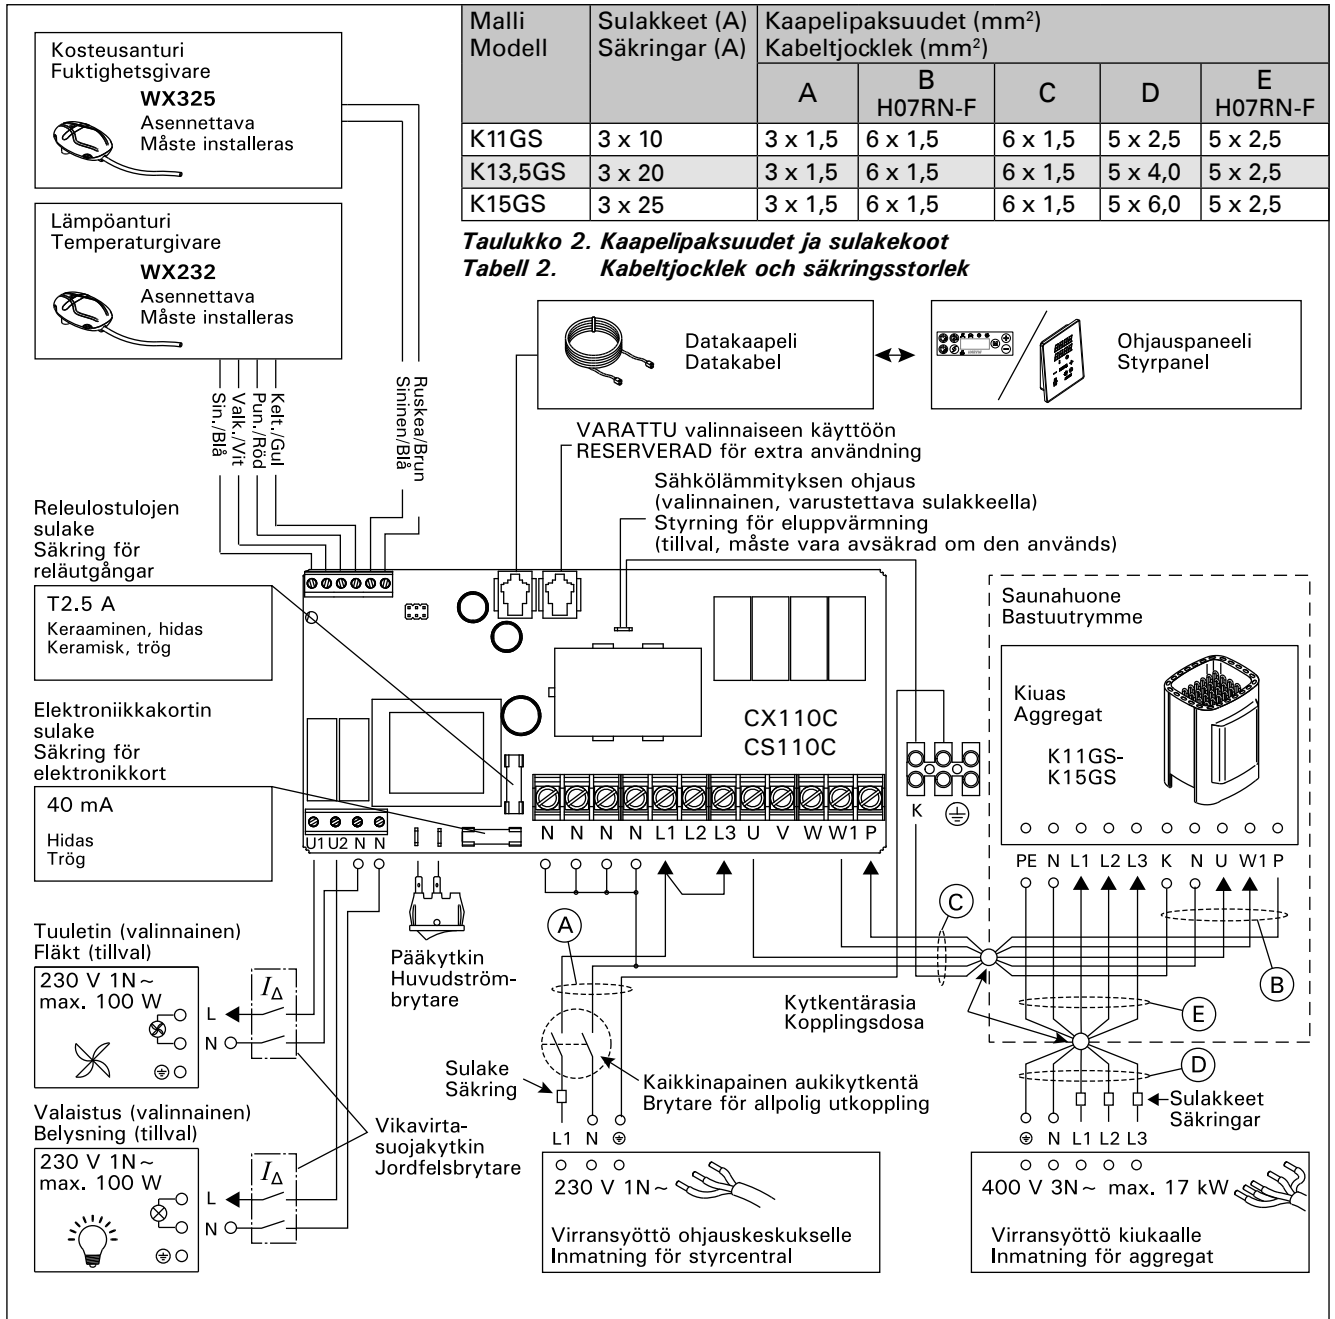 Kosteusanturi
Fuktighetsgivare
WX325
Asennettava
Måste installeras
Lämpöanturi
Temperaturgivare
WX232
Asennettava
Måste installeras
Malli Sulakkeet (A) Kaapelipaksuudet (mm²)
Modell Säkringar (A) Kabeltjocklek (mm²)
A B C D E
H07RN-F H07RN-F
K11GS 3 x 10 3 x 1,5 6 x 1,5 6 x 1,5 5 x 2,5 5 x 2,5
K13,5GS 3 x 20 3 x 1,5 6 x 1,5 6 x 1,5 5 x 4,0 5 x 2,5
K15GS 3 x 25 3 x 1,5 6 x 1,5 6 x 1,5 5 x 6,0 5 x 2,5
Taulukko 2. Kaapelipaksuudet ja sulakekoot
Tabell 2. Kabeltjocklek och säkringsstorlek
Datakaapeli
Datakabel
Ohjauspaneeli
Styrpanel
Sin./Blå
Valk./Vit
Pun./Röd
Kelt./Gul
Sininen/Blå
Ruskea/Brun
VARATTU valinnaiseen käyttöön
RESERVERAD för extra användning
Sähkölämmityksen ohjaus
(valinnainen, varustettava sulakkeella)
Styrning för eluppvärmning
(tillval, måste vara avsäkrad om den används)
Releulostulojen
sulake
Säkring för
reläutgångar
T2.5 A
Keraaminen, hidas
Keramisk, trög
Elektroniikkakortin
sulake
Säkring för
elektronikkort
40 mA
Hidas
Trög
CX110C
CS110C
U1 U2 N N
N N N N L1 L2 L3 U V W W1 P
K
Saunahuone
Bastuutrymme
Kiuas
Aggregat
K11GS-
K15GS
PE N L1 L2 L3 K N U W1 P
A
C
B
E
D
Pääkytkin
Huvudström-
brytare
Tuuletin (valinnainen)
Fläkt (tillval)
230 V 1N~
max. 100 W
L
N
IΔ
Valaistus (valinnainen)
Belysning (tillval)
230 V 1N~
max. 100 W
L
N
IΔ
Vikavirta-
suojakytkin
Jordfelsbrytare
Sulake
Säkring
Kytkentärasia
Kopplingsdosa
Kaikkinapainen aukikytkentä
Brytare för allpolig utkoppling
L1 N
230 V 1N~
Virransyöttö ohjauskeskukselle
Inmatning för styrcentral
Sulakkeet
Säkringar
N L1 L2 L3
400 V 3N~ max. 17 kW
Virransyöttö kiukaalle
Inmatning för aggregat